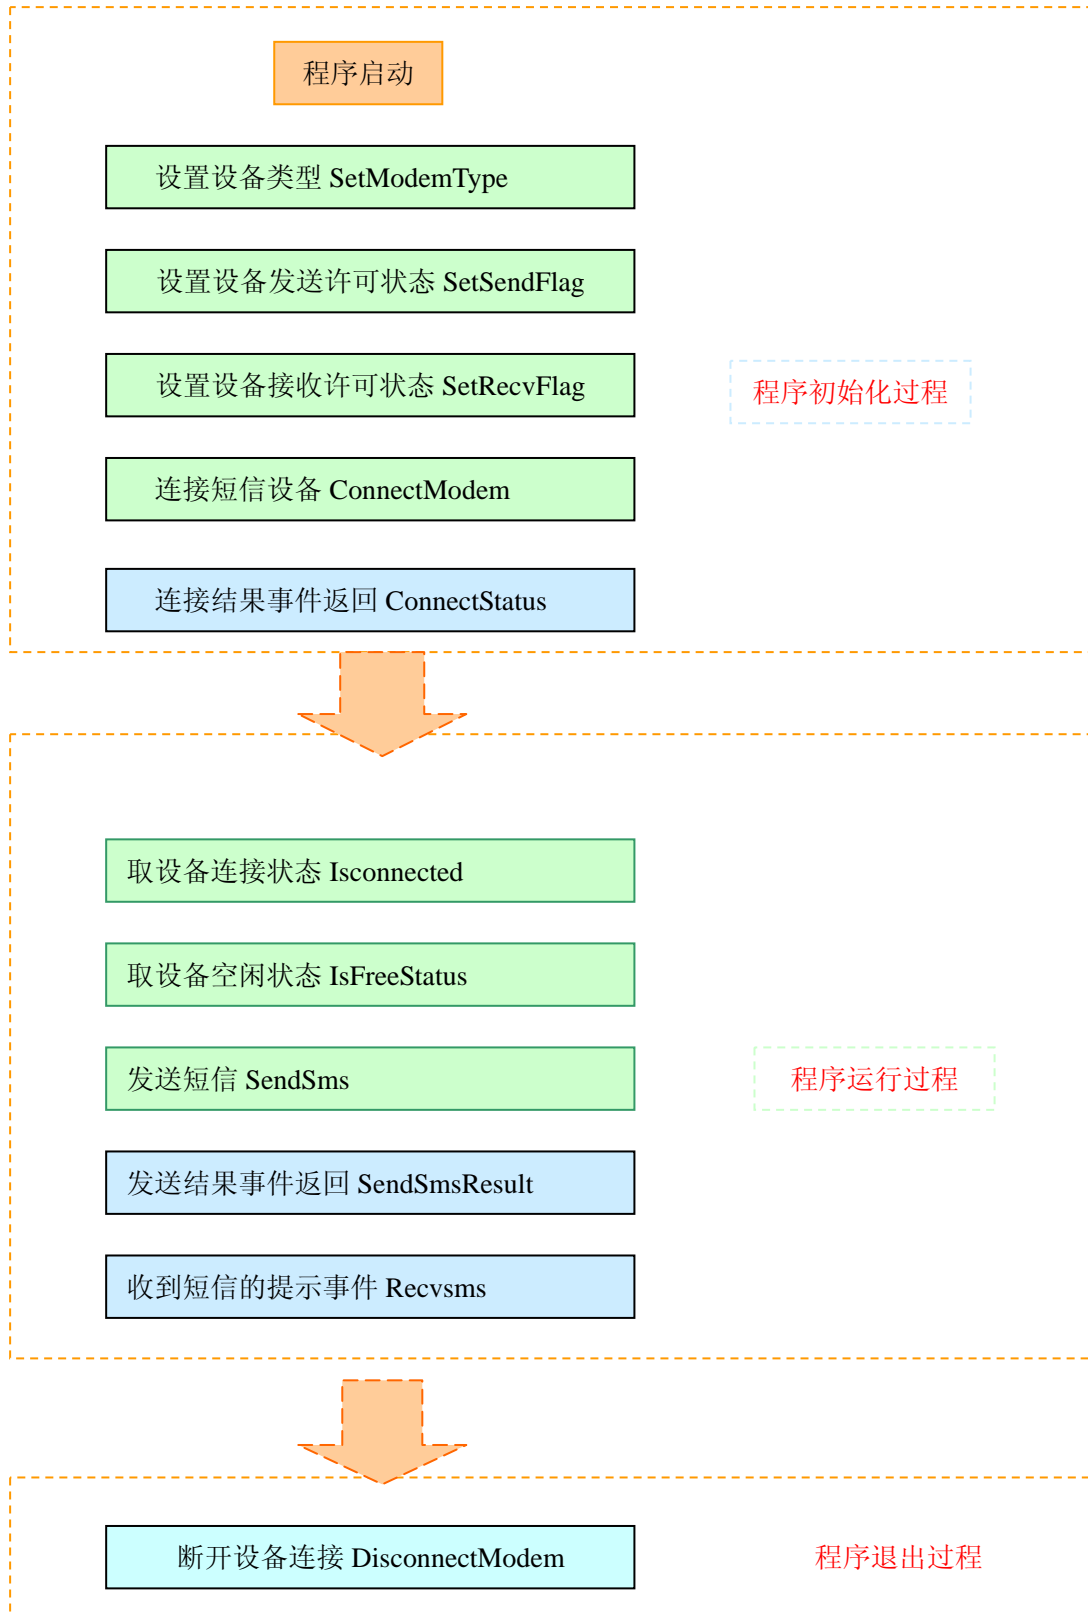 程序启动
设置设备类型 SetModemType
设置设备发送许可状态 SetSendFlag
设置设备接收许可状态 SetRecvFlag
程序初始化过程
连接短信设备 ConnectModem
连接结果事件返回 ConnectStatus
取设备连接状态 Isconnected
取设备空闲状态 IsFreeStatus
发送短信 SendSms
程序运行过程
发送结果事件返回 SendSmsResult
收到短信的提示事件 Recvsms
断开设备连接 DisconnectModem
程序退出过程